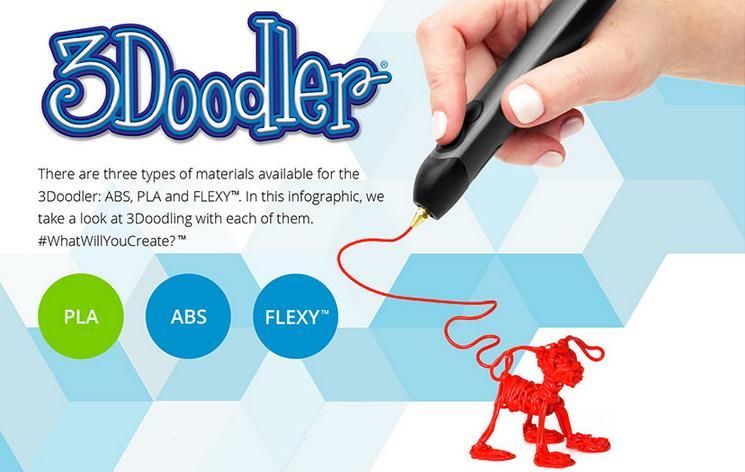 3Doodler®
There are three types of materials available for the
3Doodler: ABS, PLA and FLEXY™. In this infographic, we
take a look at 3Doodling with each of them.
#WhatWillYouCreate?™
PLA
ABS
FLEXY™